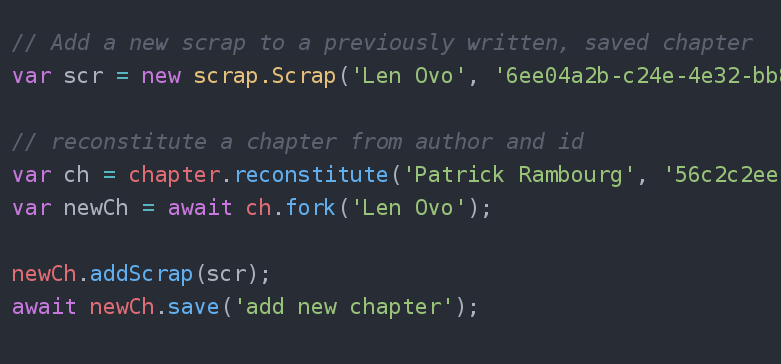 // Add a new scrap to a previously written, saved chapter
var scr = new scrap.Scrap('Len Ovo', '6ee04a2b-c24e-4e32-bb8
// reconstitute a chapter from author and id
var ch = chapter.reconstitute('Patrick Rambourg', '56c2c2ee
var newCh = await ch.fork('Len Ovo');
newCh.addScrap(scr);
await newCh.save('add new chapter');